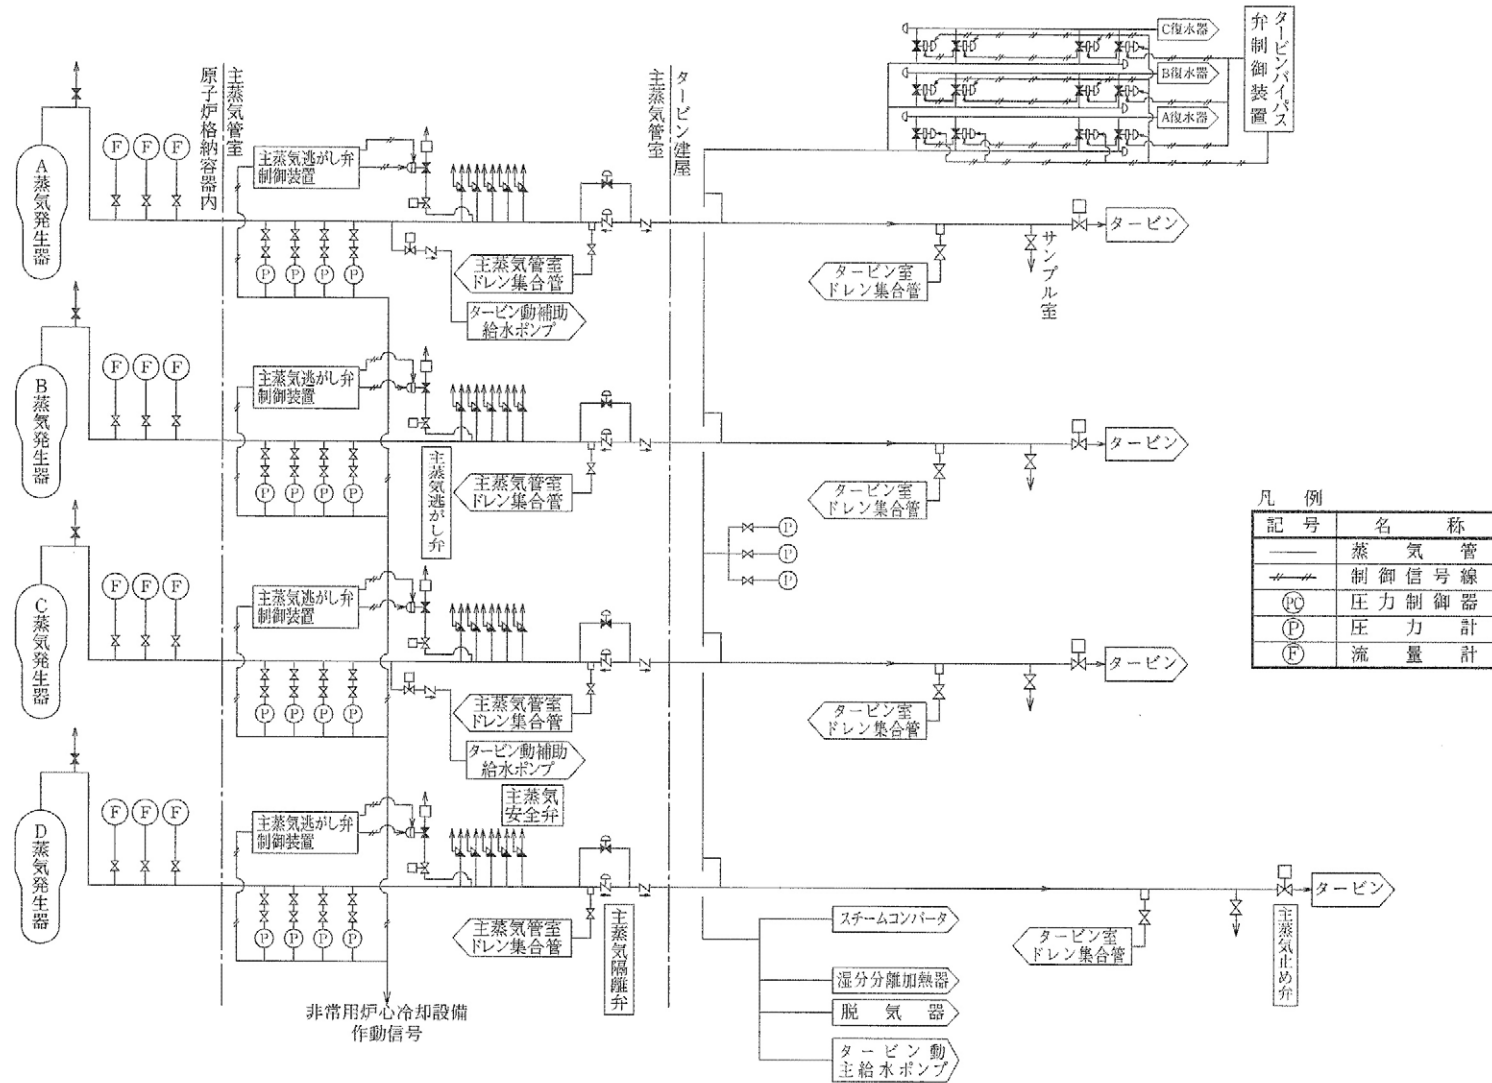 C復水器
B復水器
A復水器
タービンバイパス
弁制御装置
原子炉格納容器内
主蒸気管室
主蒸気管室
タービン建屋
A蒸気発生器
F
F
F
主蒸気逃がし弁
制御装置
P
P
P
P
主蒸気管室
ドレン集合管
タービン動補助
給水ポンプ
タービン室
ドレン集合管
サンプル室
タービン
B蒸気発生器
F
F
F
主蒸気逃がし弁
制御装置
P
P
P
P
主蒸気逃がし弁
主蒸気管室
ドレン集合管
タービン室
ドレン集合管
タービン
P
P
P
C蒸気発生器
F
F
F
主蒸気逃がし弁
制御装置
P
P
P
P
主蒸気管室
ドレン集合管
タービン動補助
給水ポンプ
タービン室
ドレン集合管
タービン
D蒸気発生器
F
F
F
主蒸気逃がし弁
制御装置
P
P
P
P
主蒸気
安全弁
主蒸気管室
ドレン集合管
主蒸気隔離弁
タービン室
ドレン集合管
タービン
主蒸気止め弁
スチームコンバータ
湿分分離加熱器
脱気器
タービン動
主給水ポンプ
非常用炉心冷却設備
作動信号
凡例
記号 名称
蒸気管
制御信号線
PC 圧力制御器
P 圧力計
F 流量計